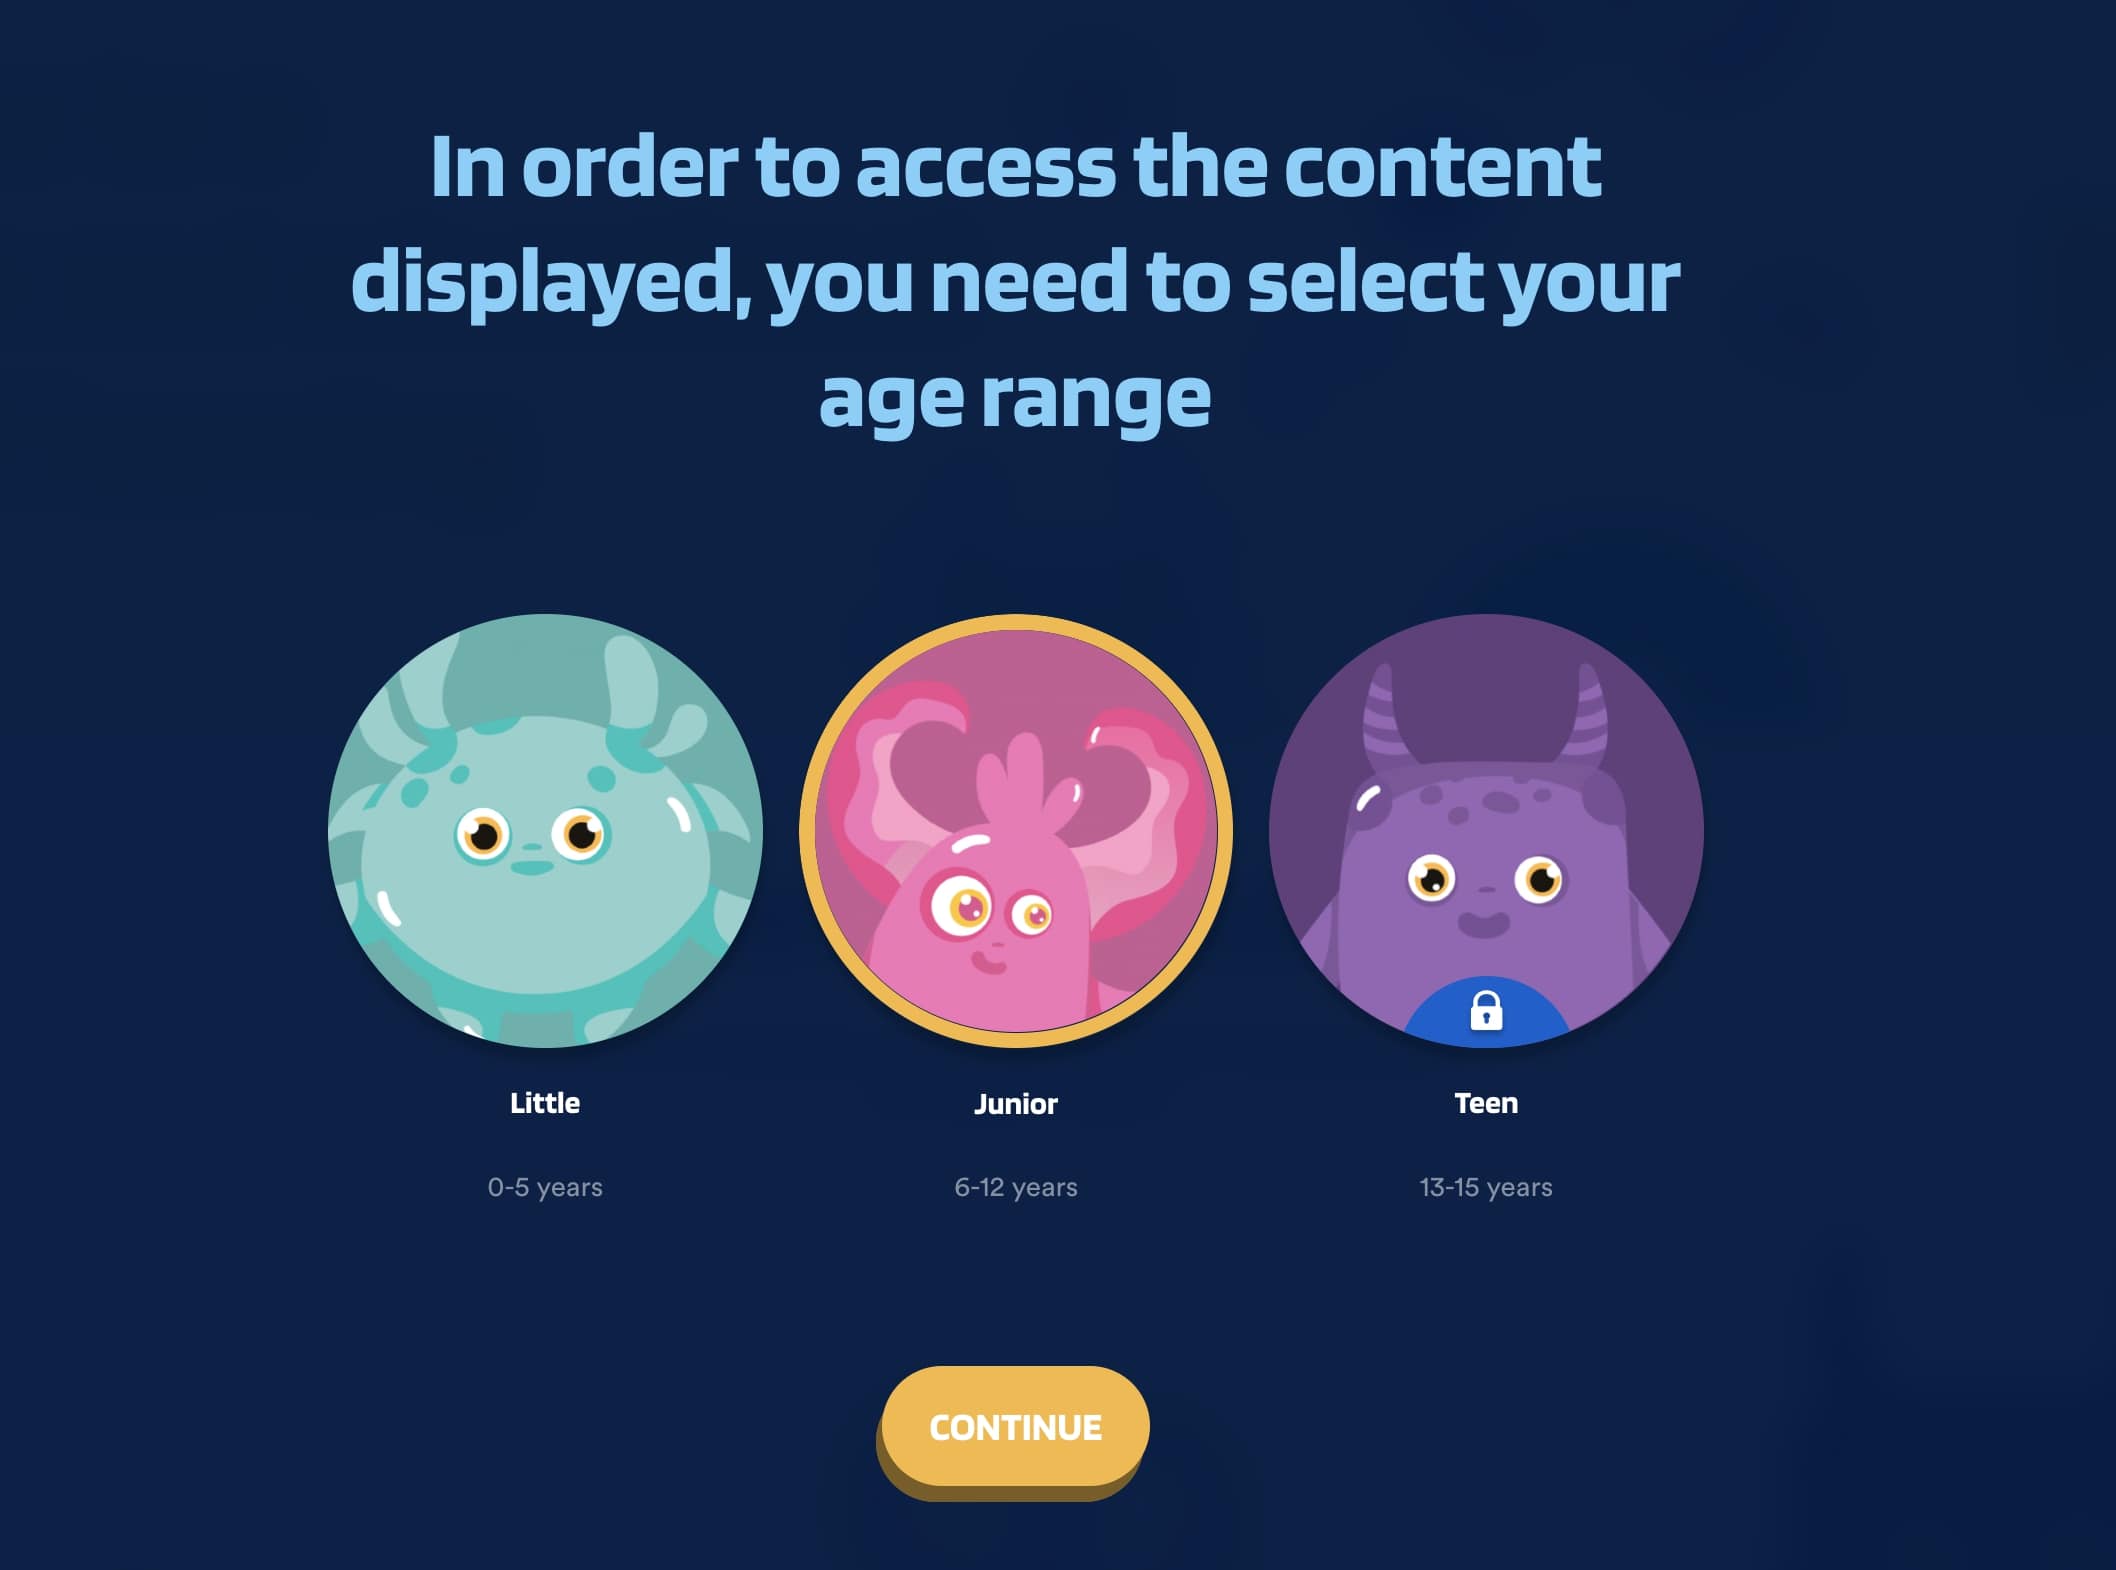 In order to access the content
displayed, you need to select your
age range
Little
Junior
Teen
0-5 years
6-12 years
13-15 years
CONTINUE